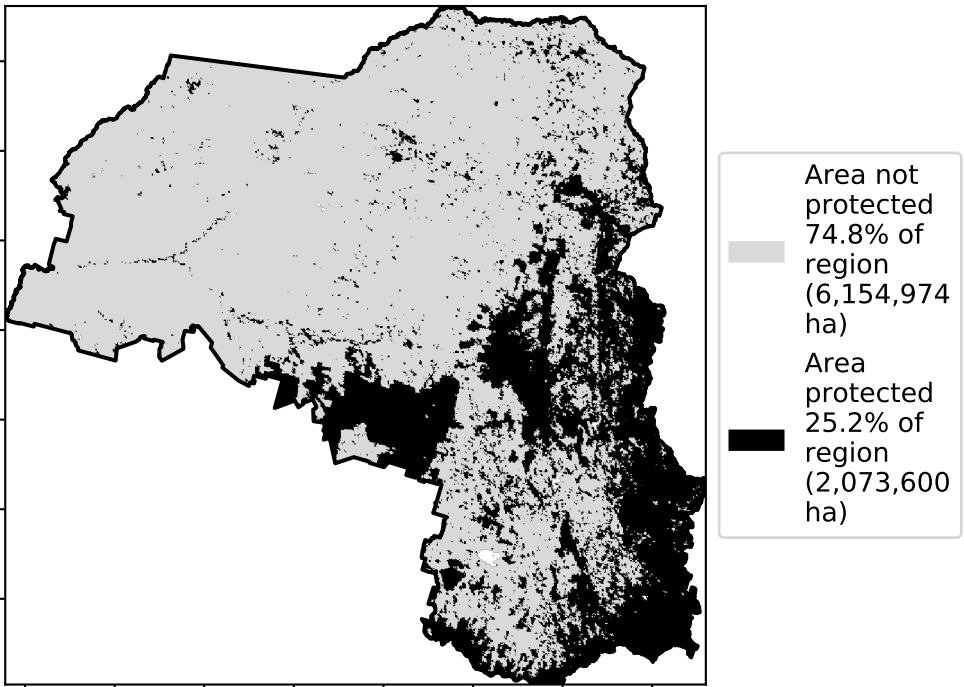 Area not
protected
74.8% of
region
(6,154,974
ha)
Area
protected
25.2% of
region
(2,073,600
ha)